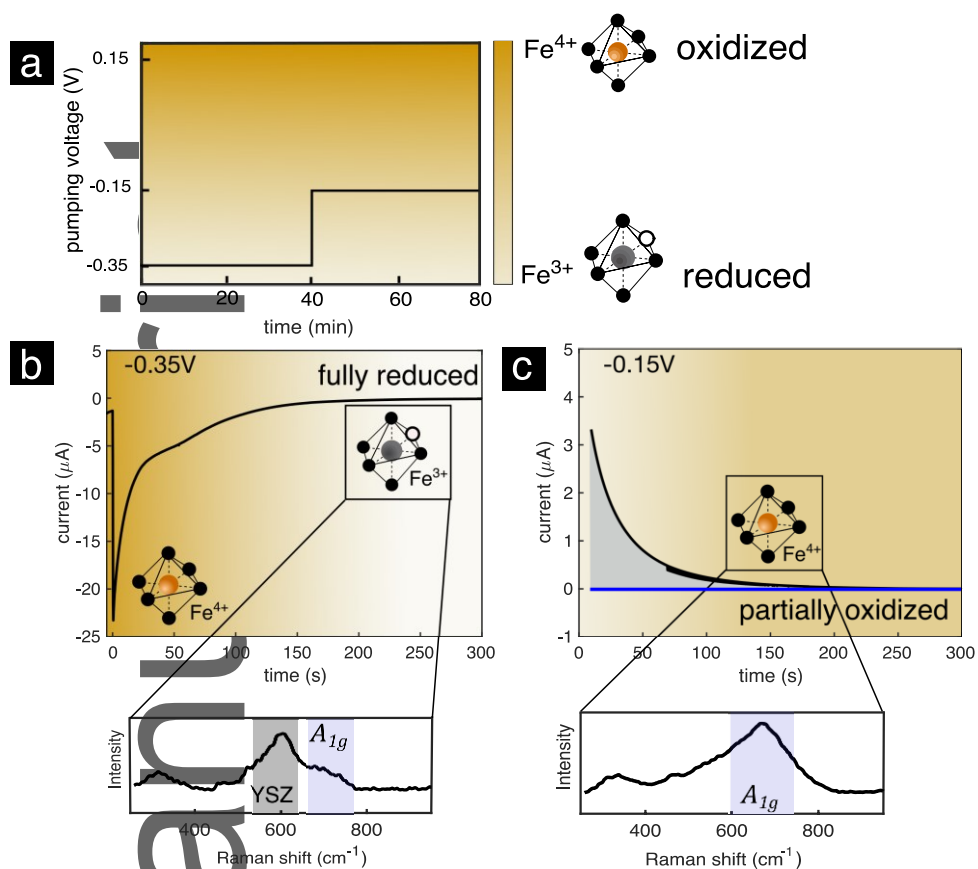 a
Fe4+
oxidized
0.15
-0.15
-0.35
pumping voltage (V)
0 20 40 60 80
time (min)
Fe3+
reduced
b
-0.35V
fully reduced
5
0
-5
-10
-15
-20
-25
current (μA)
Fe3+
Fe4+
0 50 100 150 200 250 300
time (s)
c
-0.15V
5
4
3
2
1
0
-1
current (μA)
Fe4+
partially oxidized
0 50 100 150 200 250 300
time (s)
Intensity
YSZ
A1g
400 600 800
Raman shift (cm-1)
Intensity
A1g
400 600 800
Raman shift (cm-1)